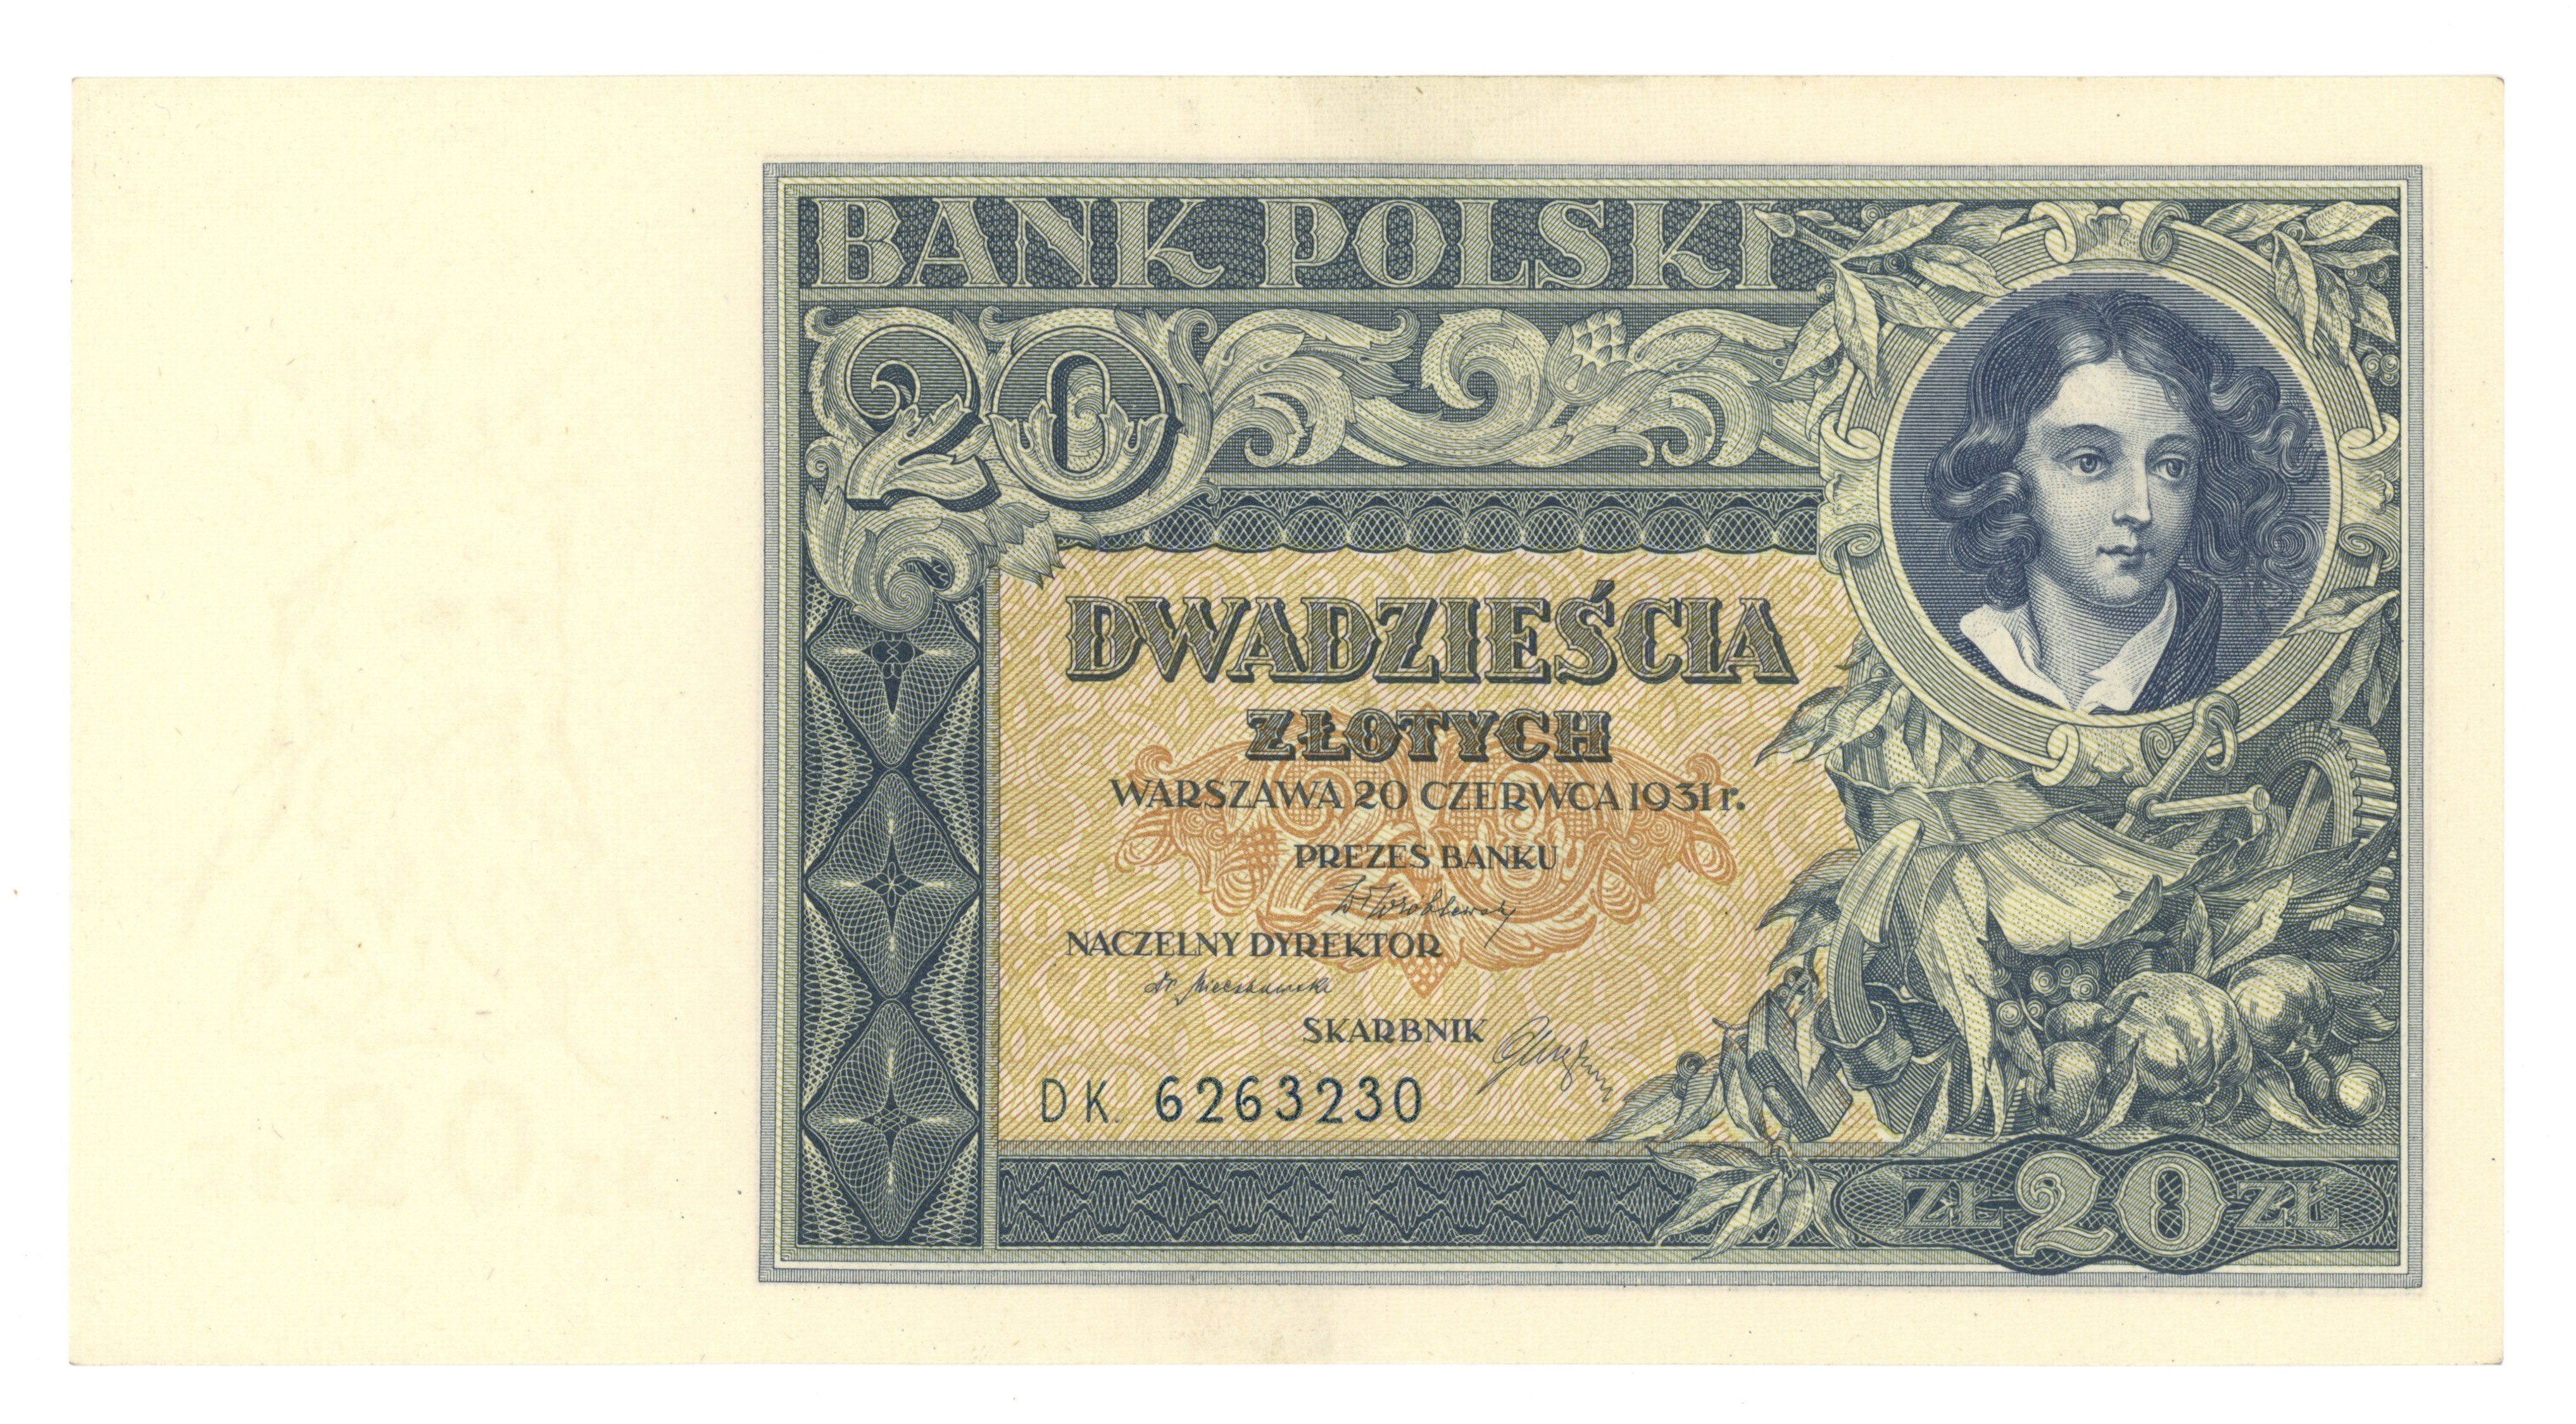 BANK POLSKI
20
DWADZIEŚCIA
ZŁOTYCH
WARSZAWA 20 CZERWCA 1931 r.
PREZES BANKU
NACZELNY DYREKTOR
SKARBNIK
DK. 6263230
ZŁ 20 ZŁ